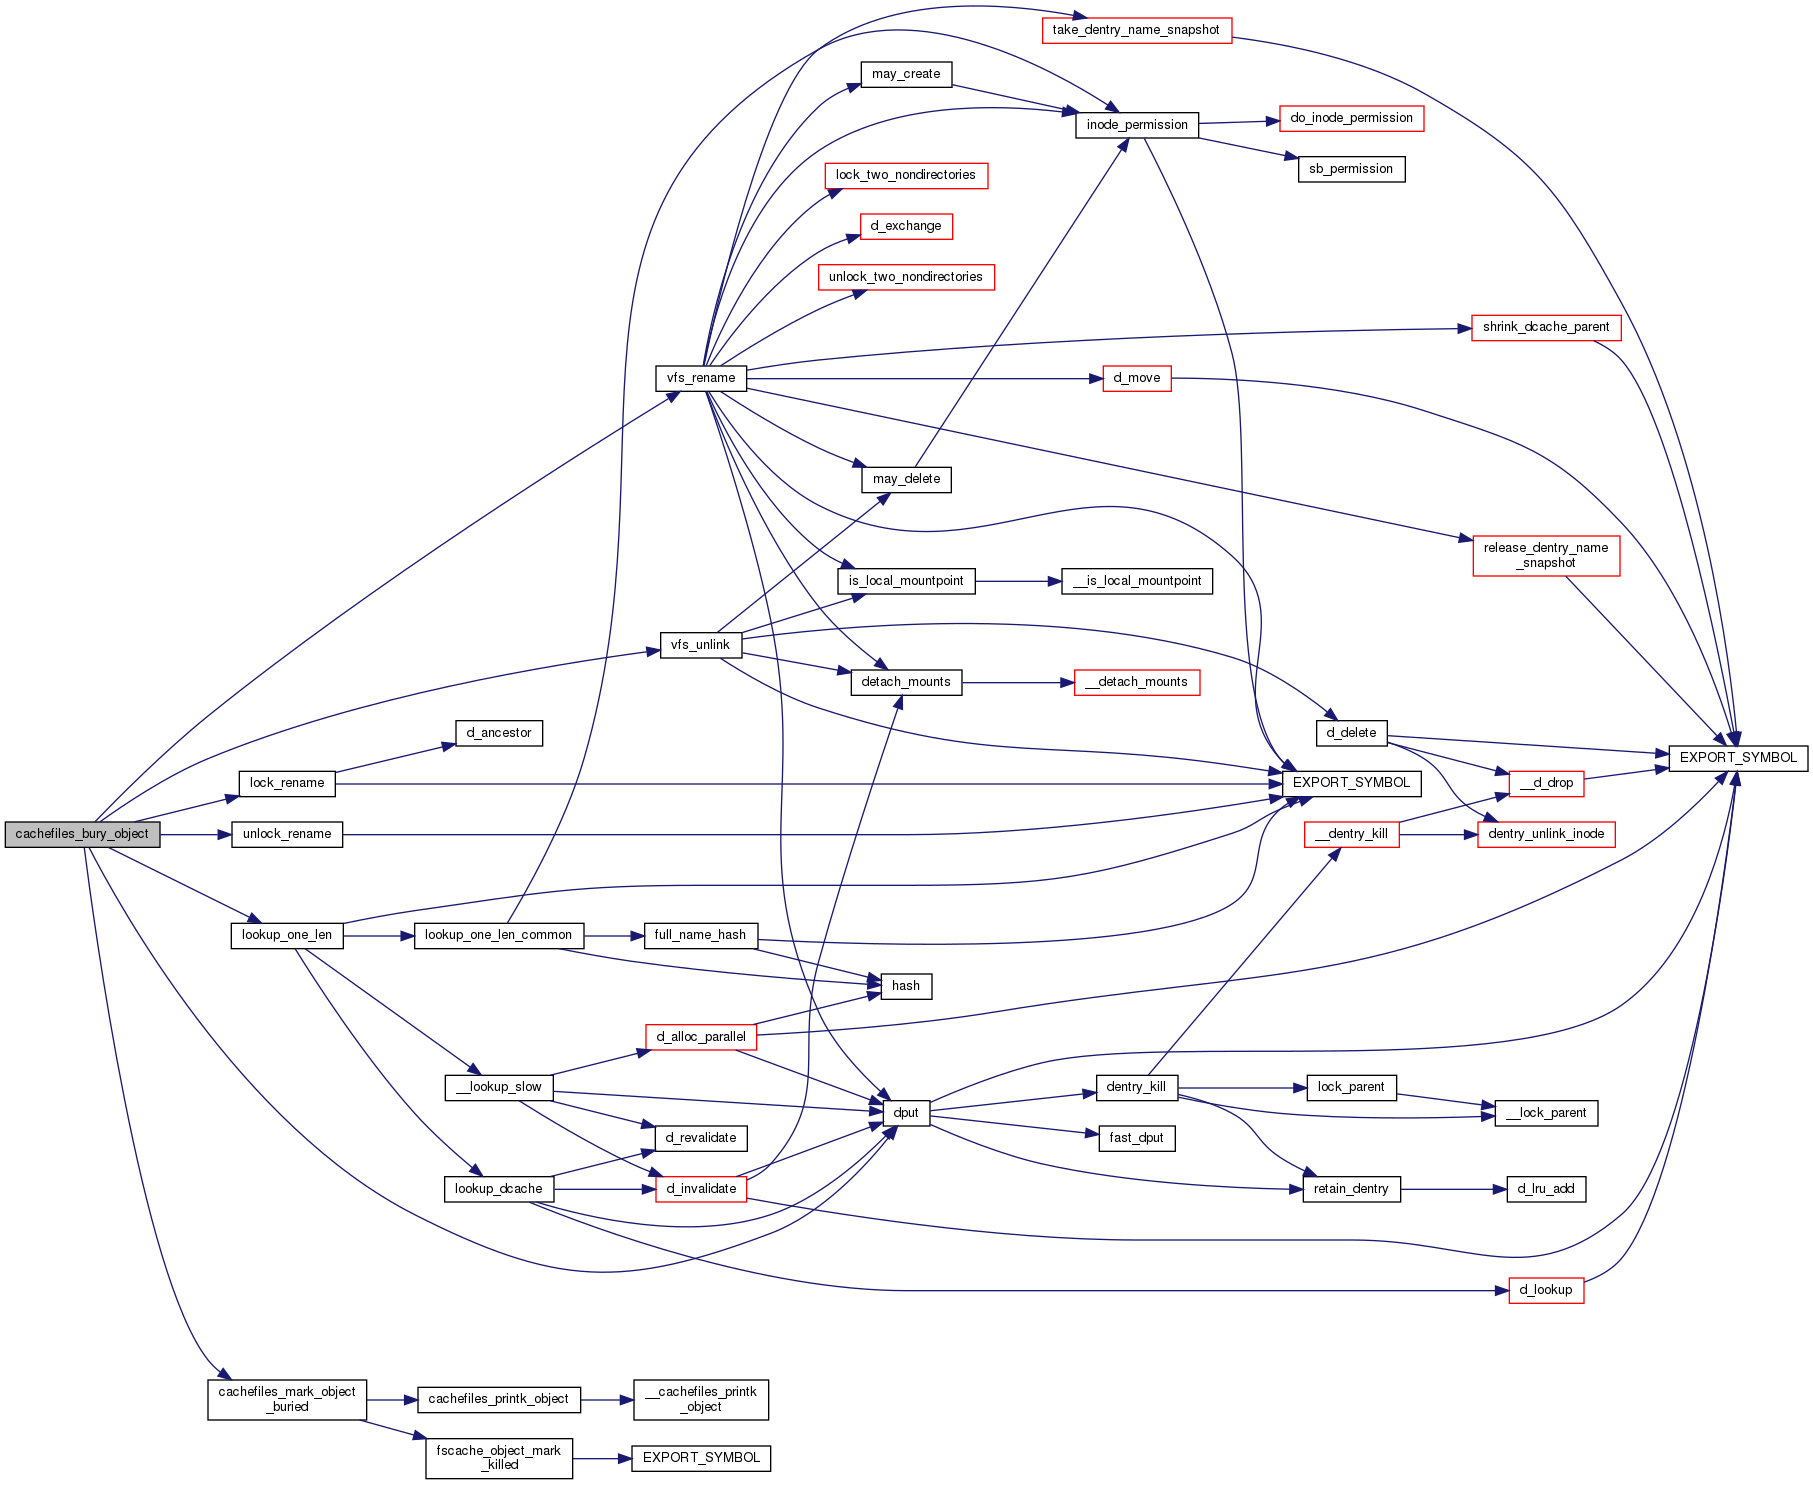 take_dentry_name_snapshot
may_create
inode_permission
do_inode_permission
sb_permission
lock_two_nondirectories
d_exchange
unlock_two_nondirectories
shrink_dcache_parent
vfs_rename
d_move
may_delete
release_dentry_name
_snapshot
is_local_mountpoint
__is_local_mountpoint
vfs_unlink
detach_mounts
__detach_mounts
d_ancestor
d_delete
EXPORT_SYMBOL
lock_rename
EXPORT_SYMBOL
__d_drop
cachefiles_bury_object
unlock_rename
__dentry_kill
dentry_unlink_inode
lookup_one_len
lookup_one_len_common
full_name_hash
hash
d_alloc_parallel
__lookup_slow
dput
dentry_kill
lock_parent
__lock_parent
d_revalidate
fast_dput
lookup_dcache
d_invalidate
retain_dentry
d_lru_add
d_lookup
cachefiles_mark_object
_buried
cachefiles_printk_object
__cachefiles_printk
_object
fscache_object_mark
_killed
EXPORT_SYMBOL